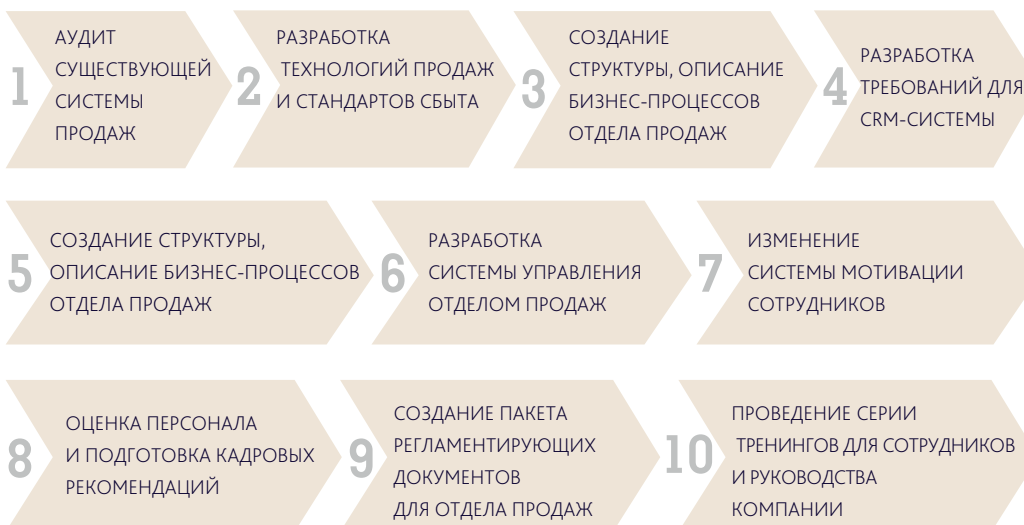 1
АУДИТ
СУЩЕСТВУЮЩЕЙ
СИСТЕМЫ
ПРОДАЖ
2
РАЗРАБОТКА
ТЕХНОЛОГИЙ ПРОДАЖ
И СТАНДАРТОВ СБЫТА
3
СОЗДАНИЕ
СТРУКТУРЫ, ОПИСАНИЕ
БИЗНЕС-ПРОЦЕССОВ
ОТДЕЛА ПРОДАЖ
4
РАЗРАБОТКА
ТРЕБОВАНИЙ ДЛЯ
CRM-СИСТЕМЫ
5
СОЗДАНИЕ СТРУКТУРЫ,
ОПИСАНИЕ БИЗНЕС-ПРОЦЕССОВ
ОТДЕЛА ПРОДАЖ
6
РАЗРАБОТКА
СИСТЕМЫ УПРАВЛЕНИЯ
ОТДЕЛОМ ПРОДАЖ
7
ИЗМЕНЕНИЕ
СИСТЕМЫ МОТИВАЦИИ
СОТРУДНИКОВ
8
ОЦЕНКА ПЕРСОНАЛА
И ПОДГОТОВКА КАДРОВЫХ
РЕКОМЕНДАЦИЙ
9
СОЗДАНИЕ ПАКЕТА
РЕГЛАМЕНТИРУЮЩИХ
ДОКУМЕНТОВ
ДЛЯ ОТДЕЛА ПРОДАЖ
10
ПРОВЕДЕНИЕ СЕРИИ
ТРЕНИНГОВ ДЛЯ СОТРУДНИКОВ
И РУКОВОДСТВА
КОМПАНИИ